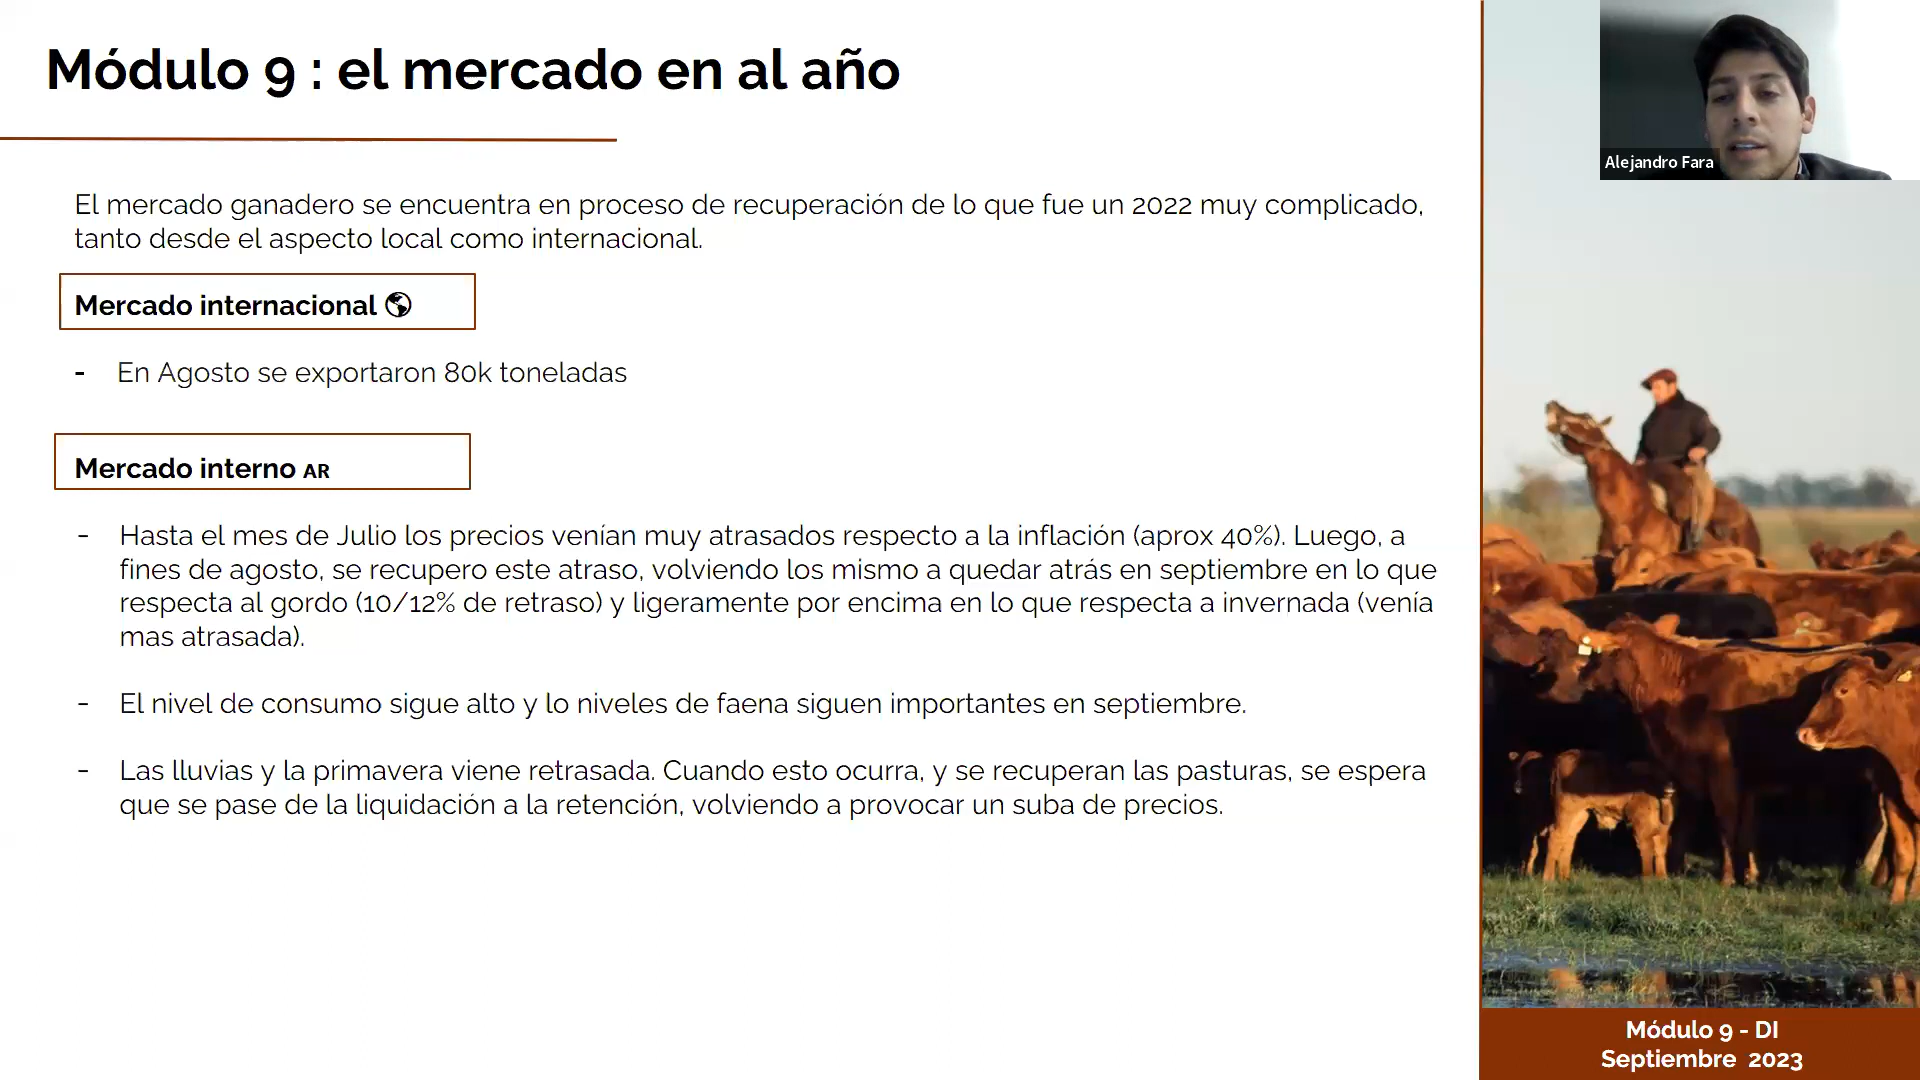 Módulo 9 : el mercado en al año
Alejandro Fara
El mercado ganadero se encuentra en proceso de recuperación de lo que fue un 2022 muy complicado,
tanto desde el aspecto local como internacional.
Mercado internacional 🌎
- En Agosto se exportaron 80k toneladas
Mercado interno AR
- Hasta el mes de Julio los precios venían muy atrasados respecto a la inflación (aprox 40%). Luego, a
fines de agosto, se recupero este atraso, volviendo los mismo a quedar atrás en septiembre en lo que
respecta al gordo (10/12% de retraso) y ligeramente por encima en lo que respecta a invernada (venía
mas atrasada).
- El nivel de consumo sigue alto y lo niveles de faena siguen importantes en septiembre.
- Las lluvias y la primavera viene retrasada. Cuando esto ocurra, y se recuperan las pasturas, se espera
que se pase de la liquidación a la retención, volviendo a provocar un suba de precios.
Módulo 9 - DI
Septiembre 2023